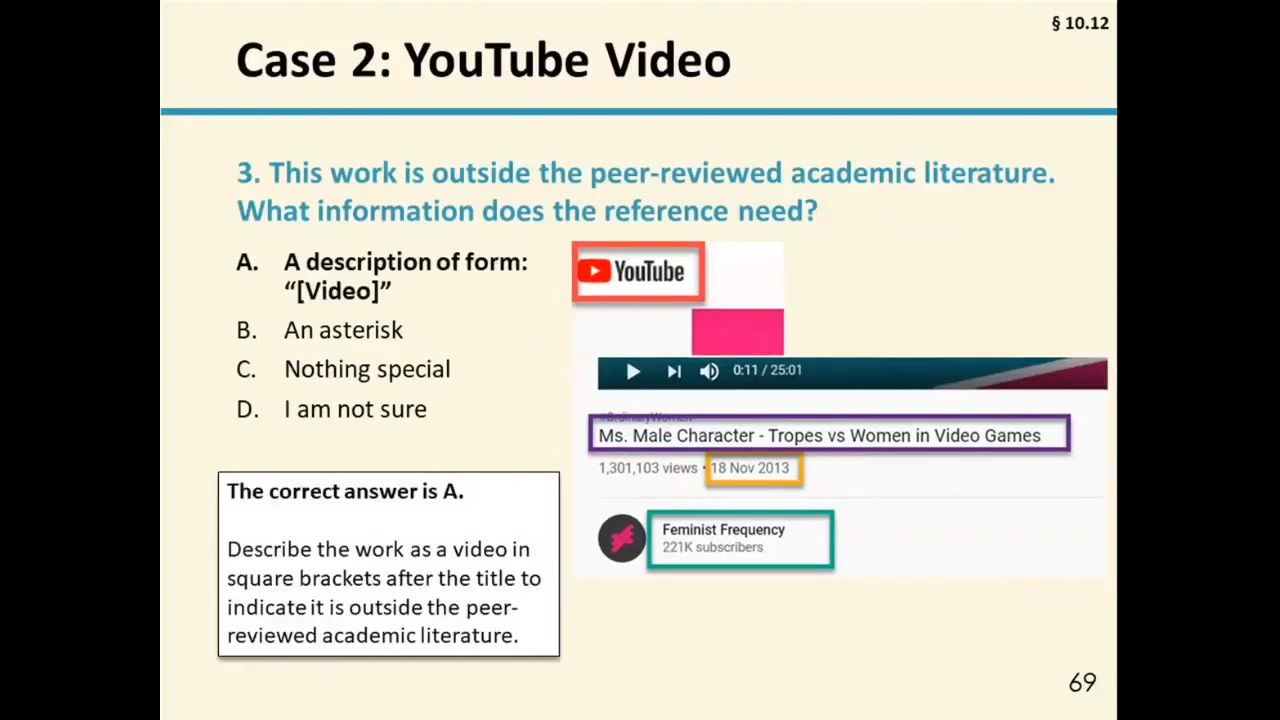 § 10.12
Case 2: YouTube Video
3. This work is outside the peer-reviewed academic literature.
What information does the reference need?
A. A description of form:
“[Video]”
B. An asterisk
C. Nothing special
D. I am not sure
The correct answer is A.
Describe the work as a video in
square brackets after the title to
indicate it is outside the peer-
reviewed academic literature.
YouTube
0:11 / 25:01
#OrdinaryWomen
Ms. Male Character - Tropes vs Women in Video Games
1,301,103 views • 18 Nov 2013
Feminist Frequency
221K subscribers
69